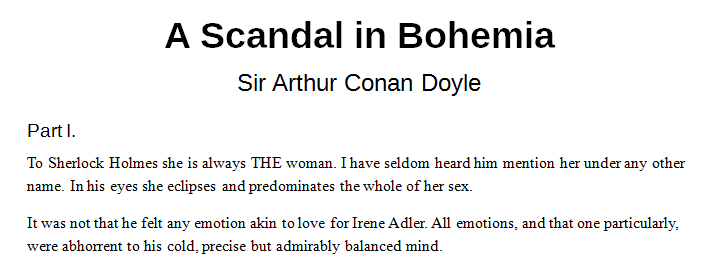 A Scandal in Bohemia
Sir Arthur Conan Doyle
Part I.
To Sherlock Holmes she is always THE woman. I have seldom heard him mention her under any other
name. In his eyes she eclipses and predominates the whole of her sex.
It was not that he felt any emotion akin to love for Irene Adler. All emotions, and that one particularly,
were abhorrent to his cold, precise but admirably balanced mind.